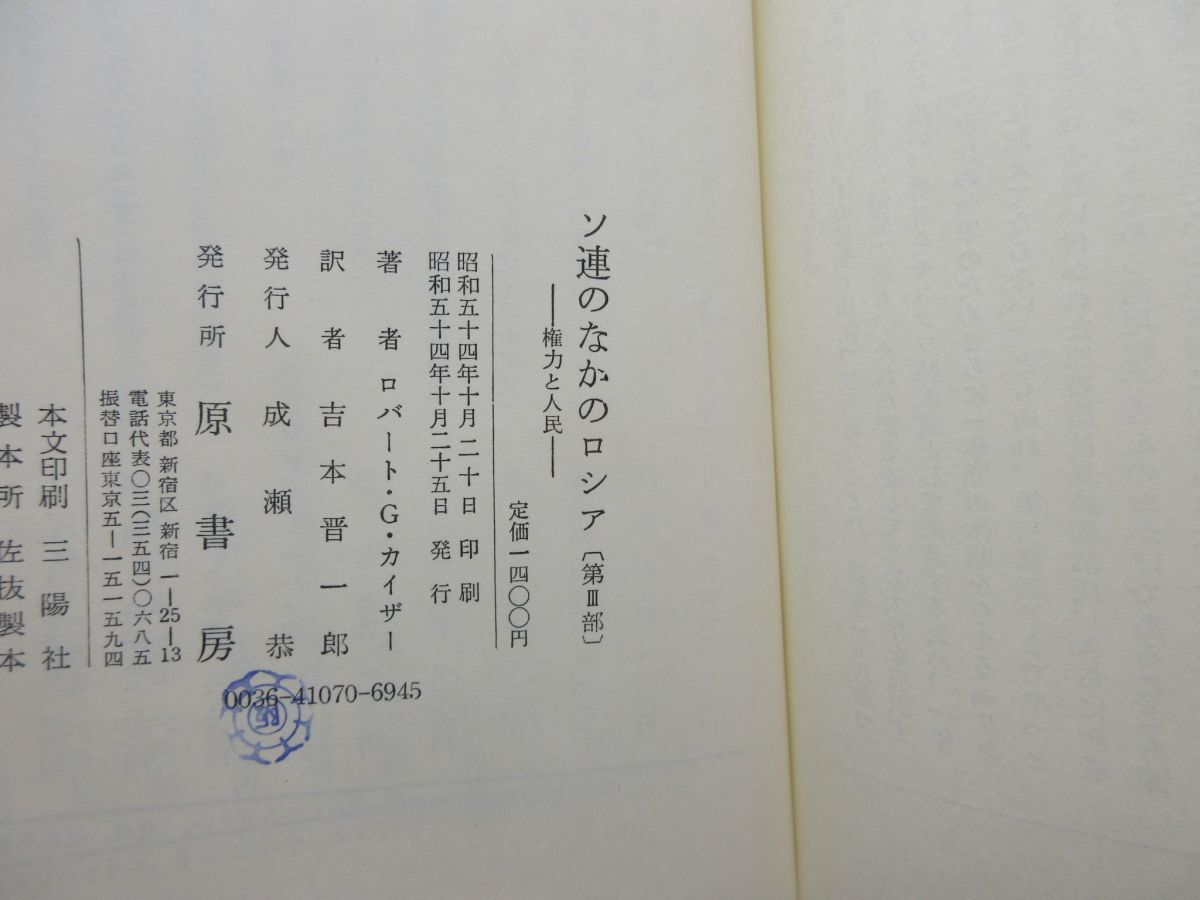 ソ連のなかのロシア〔第Ⅲ部〕
──権力と人民──
定価一四〇〇円
昭和五十四年十月二十日 印刷
昭和五十四年十月二十五日 発行
著者 ロバート・G・カイザー
訳者 吉本晋一郎
発行人 成瀬恭
発行所 原書房
東京都新宿区新宿一―25―13
電話代表〇三(三五四)〇六八五
振替口座東京五―一五一五九四
本文印刷 三陽社
製本所 佐抜製本
0036-41070-6945